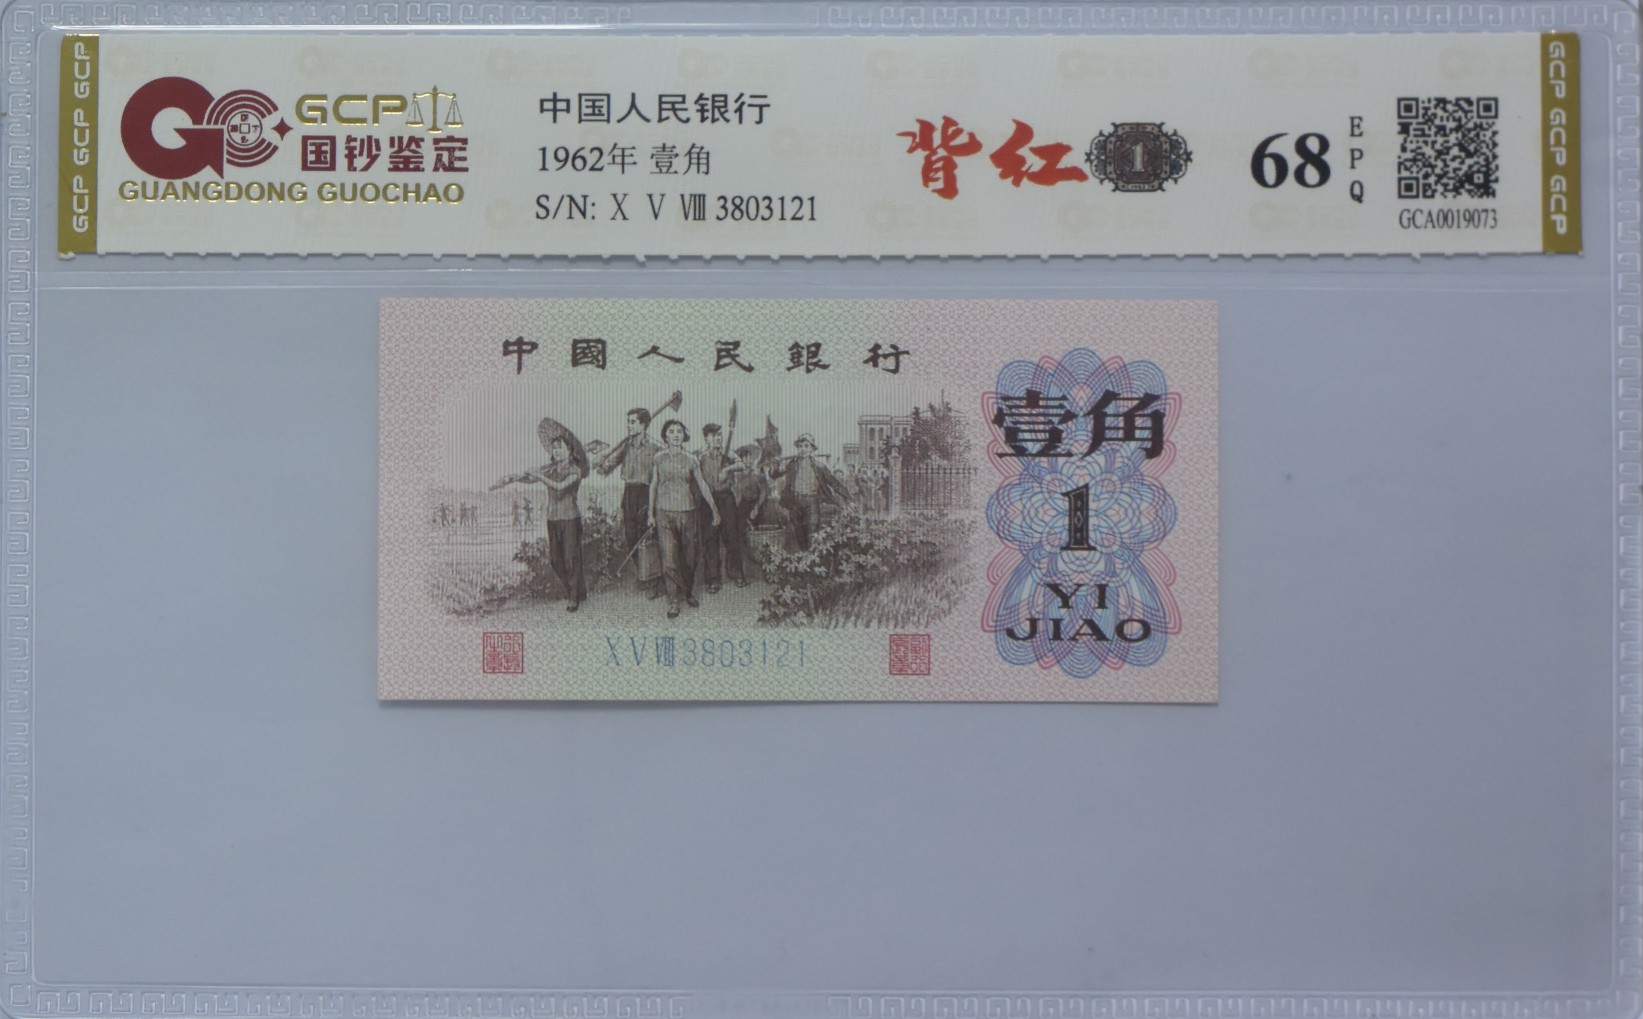 GCP GCP GCP
GCP
国钞鉴定
GUANGDONG GUOCHAO
中国人民银行
1962年 壹角
S/N: X V Ⅷ 3803121
背红
1
68
EPQ
GCA0019073
GCP GCP GCP
中國人民銀行
壹角
1
YI
JIAO
X V Ⅷ 3803121